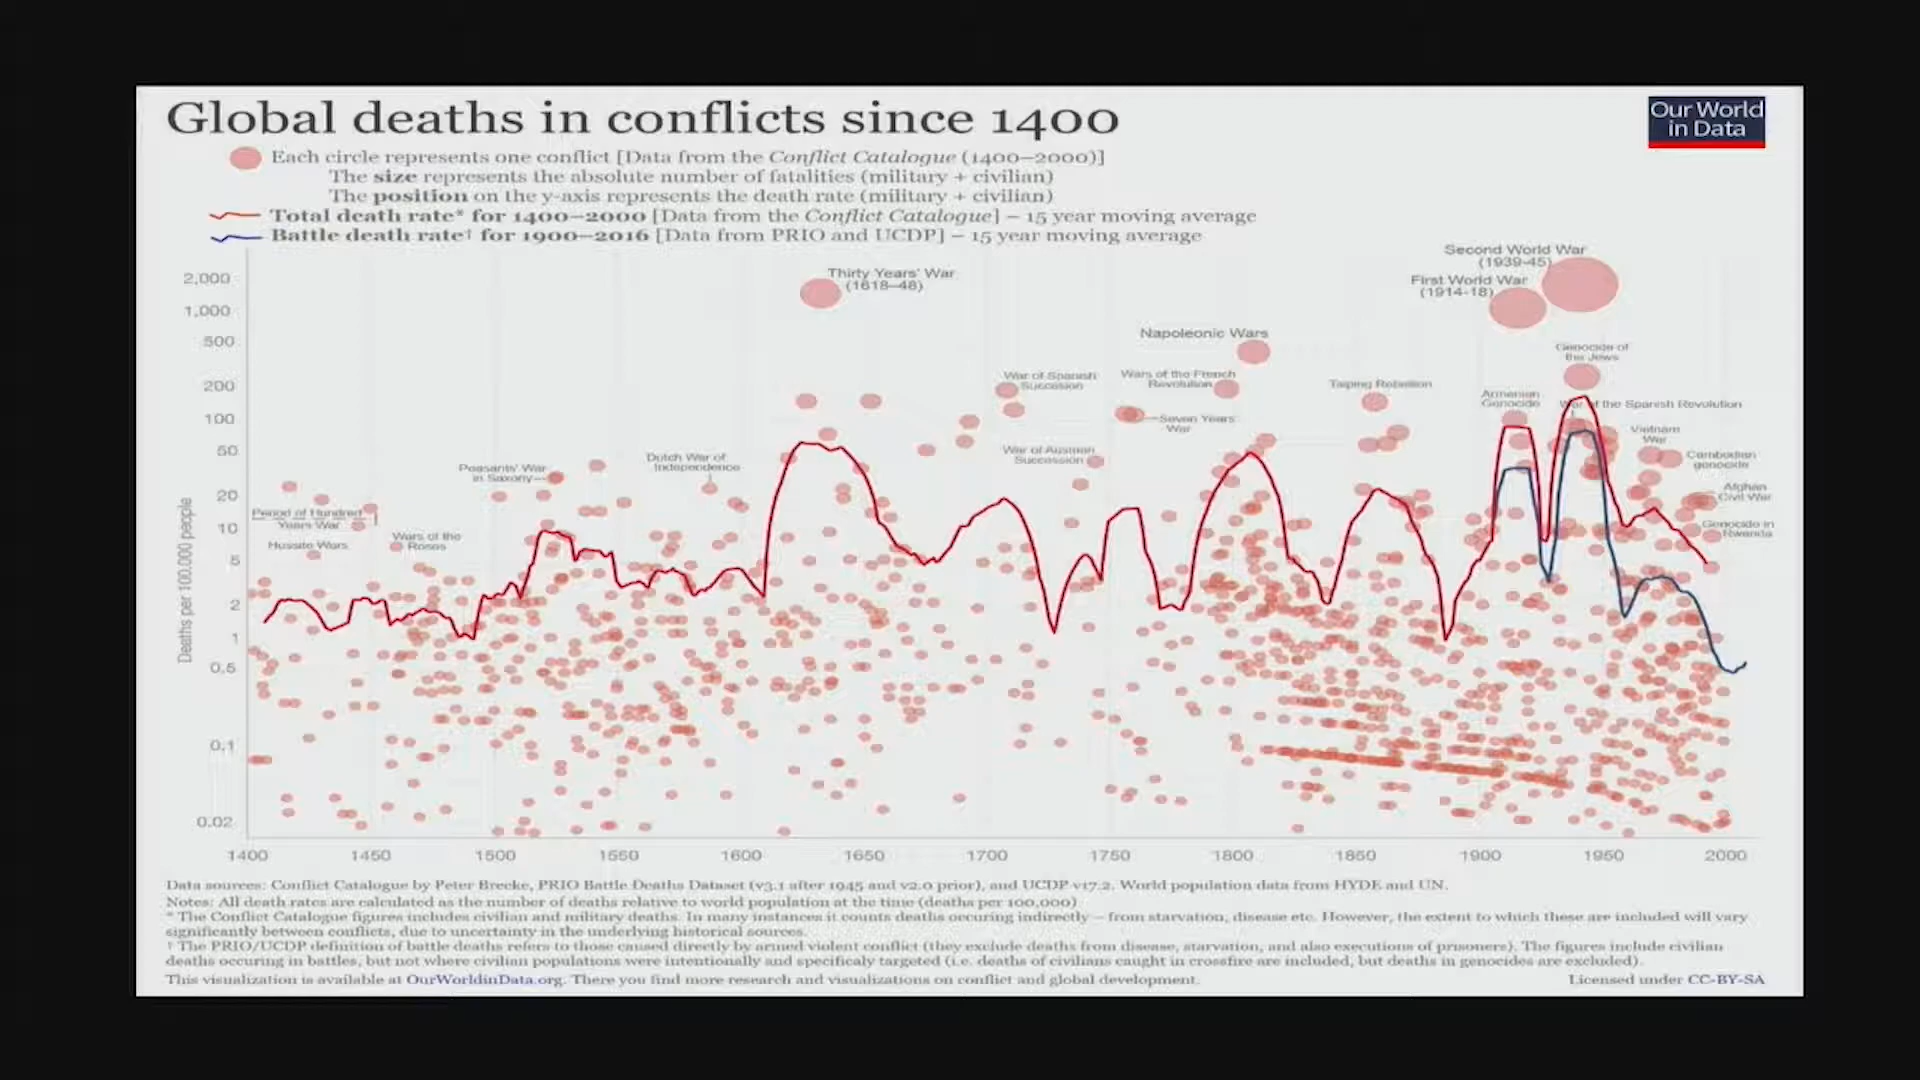 Global deaths in conflicts since 1400
Our World
in Data
Each circle represents one conflict [Data from the Conflict Catalogue (1400–2000)]
The size represents the absolute number of fatalities (military + civilian)
The position on the y-axis represents the death rate (military + civilian)
Total death rate* for 1400–2000 [Data from the Conflict Catalogue] – 15 year moving average
Battle death rate† for 1900–2016 [Data from PRIO and UCDP] – 15 year moving average
Second World War
(1939-45)
Thirty Years' War
(1618–48)
First World War
(1914-18)
Napoleonic Wars
Genocide of
the Jews
War of Spanish
Succession
Wars of the French
Revolution
Taiping Rebellion
Armenian
Genocide
War of the Spanish Revolution
Seven Years
War
Vietnam
War
War of Austrian
Succession
Dutch War of
Independence
Cambodian
genocide
Peasants' War
in Saxony
Afghan
Civil War
Period of Hundred
Years War
Genocide in
Rwanda
Wars of the
Roses
Hussite Wars
Deaths per 100,000 people
2,000
1,000
500
200
100
50
20
10
5
2
1
0.5
0.1
0.02
1400 1450 1500 1550 1600 1650 1700 1750 1800 1850 1900 1950 2000
Data sources: Conflict Catalogue by Peter Brecke, PRIO Battle Deaths Dataset (v3.1 after 1945 and v2.0 prior), and UCDP v17.2. World population data from HYDE and UN.
Notes: All death rates are calculated as the number of deaths relative to world population at the time (deaths per 100,000)
* The Conflict Catalogue figures includes civilian and military deaths. In many instances it counts deaths occuring indirectly – from starvation, disease etc. However, the extent to which these are included will vary
significantly between conflicts, due to uncertainty in the underlying historical sources.
† The PRIO/UCDP definition of battle deaths refers to those caused directly by armed violent conflict (they exclude deaths from disease, starvation, and also executions of prisoners). The figures include civilian
deaths occuring in battles, but not where civilian populations were intentionally and specificaly targeted (i.e. deaths of civilians caught in crossfire are included, but deaths in genocides are excluded).
This visualization is available at OurWorldinData.org. There you find more research and visualizations on conflict and global development.
Licensed under CC-BY-SA